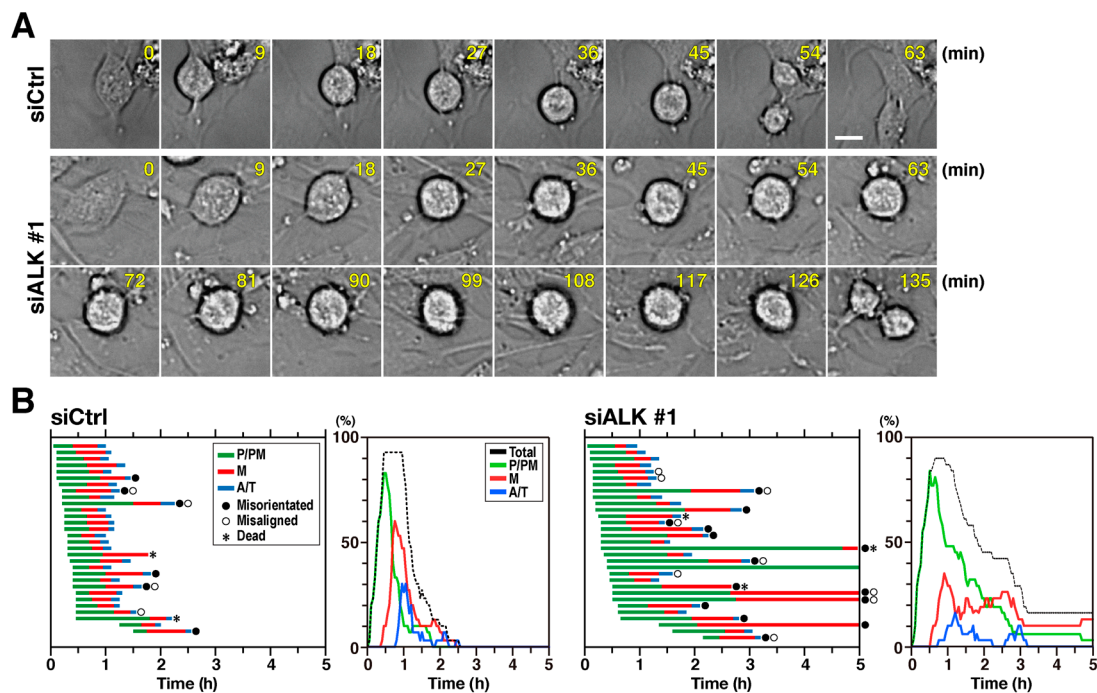 A
siCtrl
0 9 18 27 36 45 54 63 (min)
siALK #1
0 9 18 27 36 45 54 63 (min)
72 81 90 99 108 117 126 135 (min)
B
siCtrl
P/PM
M
A/T
Misorientated
Misaligned
* Dead
* *
0 1 2 3 4 5
Time (h)
(%)
100
50
0
Total
P/PM
M
A/T
0 1 2 3 4 5
Time (h)
siALK #1
*
*
*
0 1 2 3 4 5
Time (h)
(%)
100
50
0
0 1 2 3 4 5
Time (h)